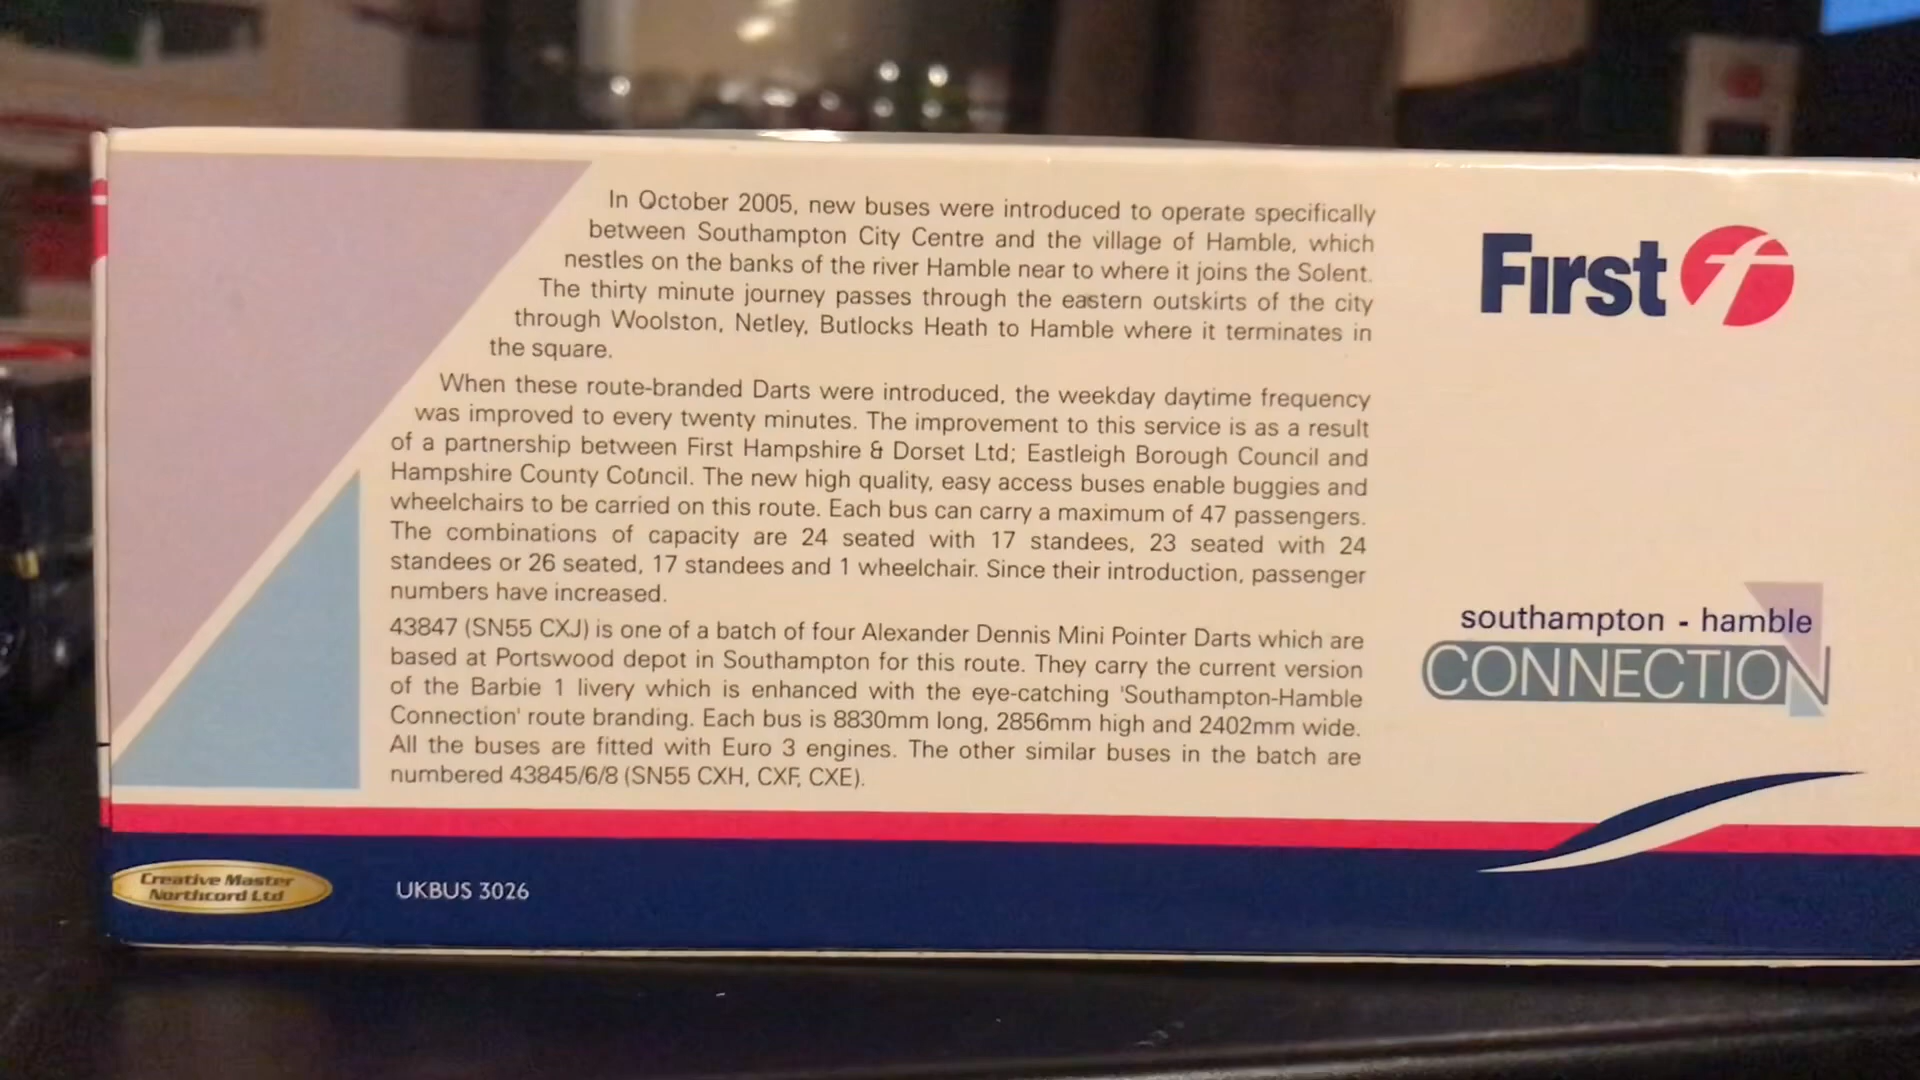 In October 2005, new buses were introduced to operate specifically
between Southampton City Centre and the village of Hamble, which
nestles on the banks of the river Hamble near to where it joins the Solent.
The thirty minute journey passes through the eastern outskirts of the city
through Woolston, Netley, Butlocks Heath to Hamble where it terminates in
the square.
When these route-branded Darts were introduced, the weekday daytime frequency
was improved to every twenty minutes. The improvement to this service is as a result
of a partnership between First Hampshire & Dorset Ltd; Eastleigh Borough Council and
Hampshire County Council. The new high quality, easy access buses enable buggies and
wheelchairs to be carried on this route. Each bus can carry a maximum of 47 passengers.
The combinations of capacity are 24 seated with 17 standees, 23 seated with 24
standees or 26 seated, 17 standees and 1 wheelchair. Since their introduction, passenger
numbers have increased.
43847 (SN55 CXJ) is one of a batch of four Alexander Dennis Mini Pointer Darts which are
based at Portswood depot in Southampton for this route. They carry the current version
of the Barbie 1 livery which is enhanced with the eye-catching 'Southampton-Hamble
Connection' route branding. Each bus is 8830mm long, 2856mm high and 2402mm wide.
All the buses are fitted with Euro 3 engines. The other similar buses in the batch are
numbered 43845/6/8 (SN55 CXH, CXF, CXE).
First f
southampton - hamble
CONNECTION
Creative Master
Northcord Ltd
UKBUS 3026